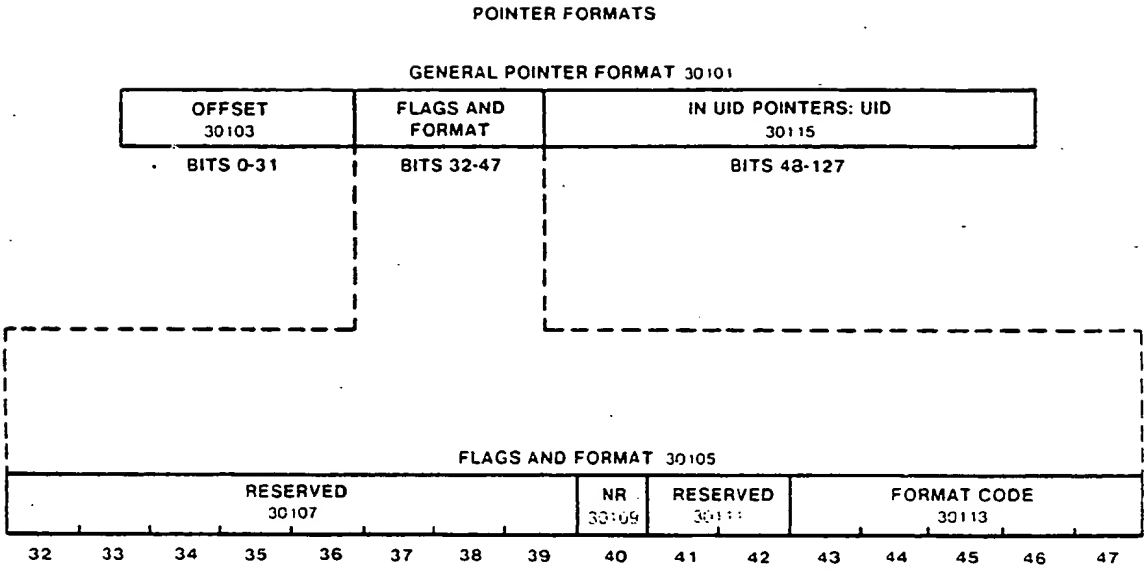 POINTER FORMATS
GENERAL POINTER FORMAT 30101
OFFSET
30103
FLAGS AND
FORMAT
IN UID POINTERS: UID
30115
BITS 0-31
BITS 32-47
BITS 48-127
FLAGS AND FORMAT 30105
RESERVED
30107
NR
30109
RESERVED
30111
FORMAT CODE
30113
32 33 34 35 36 37 38 39 40 41 42 43 44 45 46 47